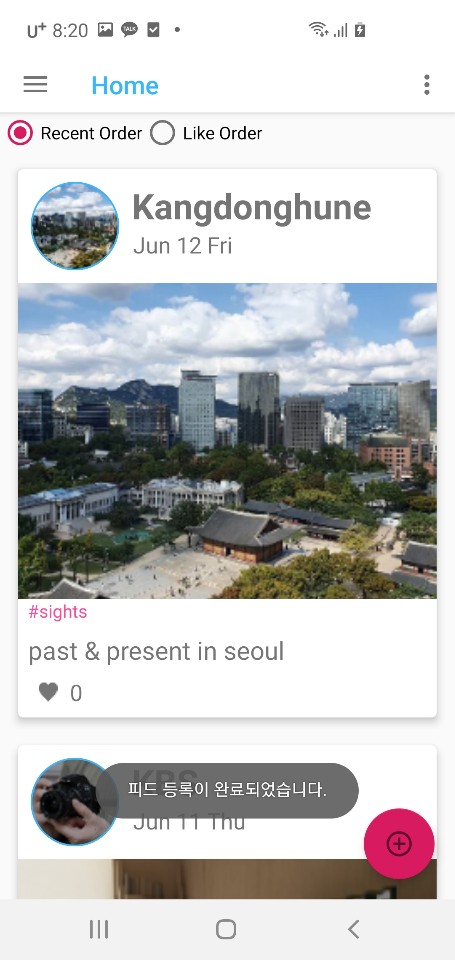 U+ 8:20
Home
Recent Order Like Order
Kangdonghune
Jun 12 Fri
#sights
past & present in seoul
0
피드 등록이 완료되었습니다.
Jun 11 Thu